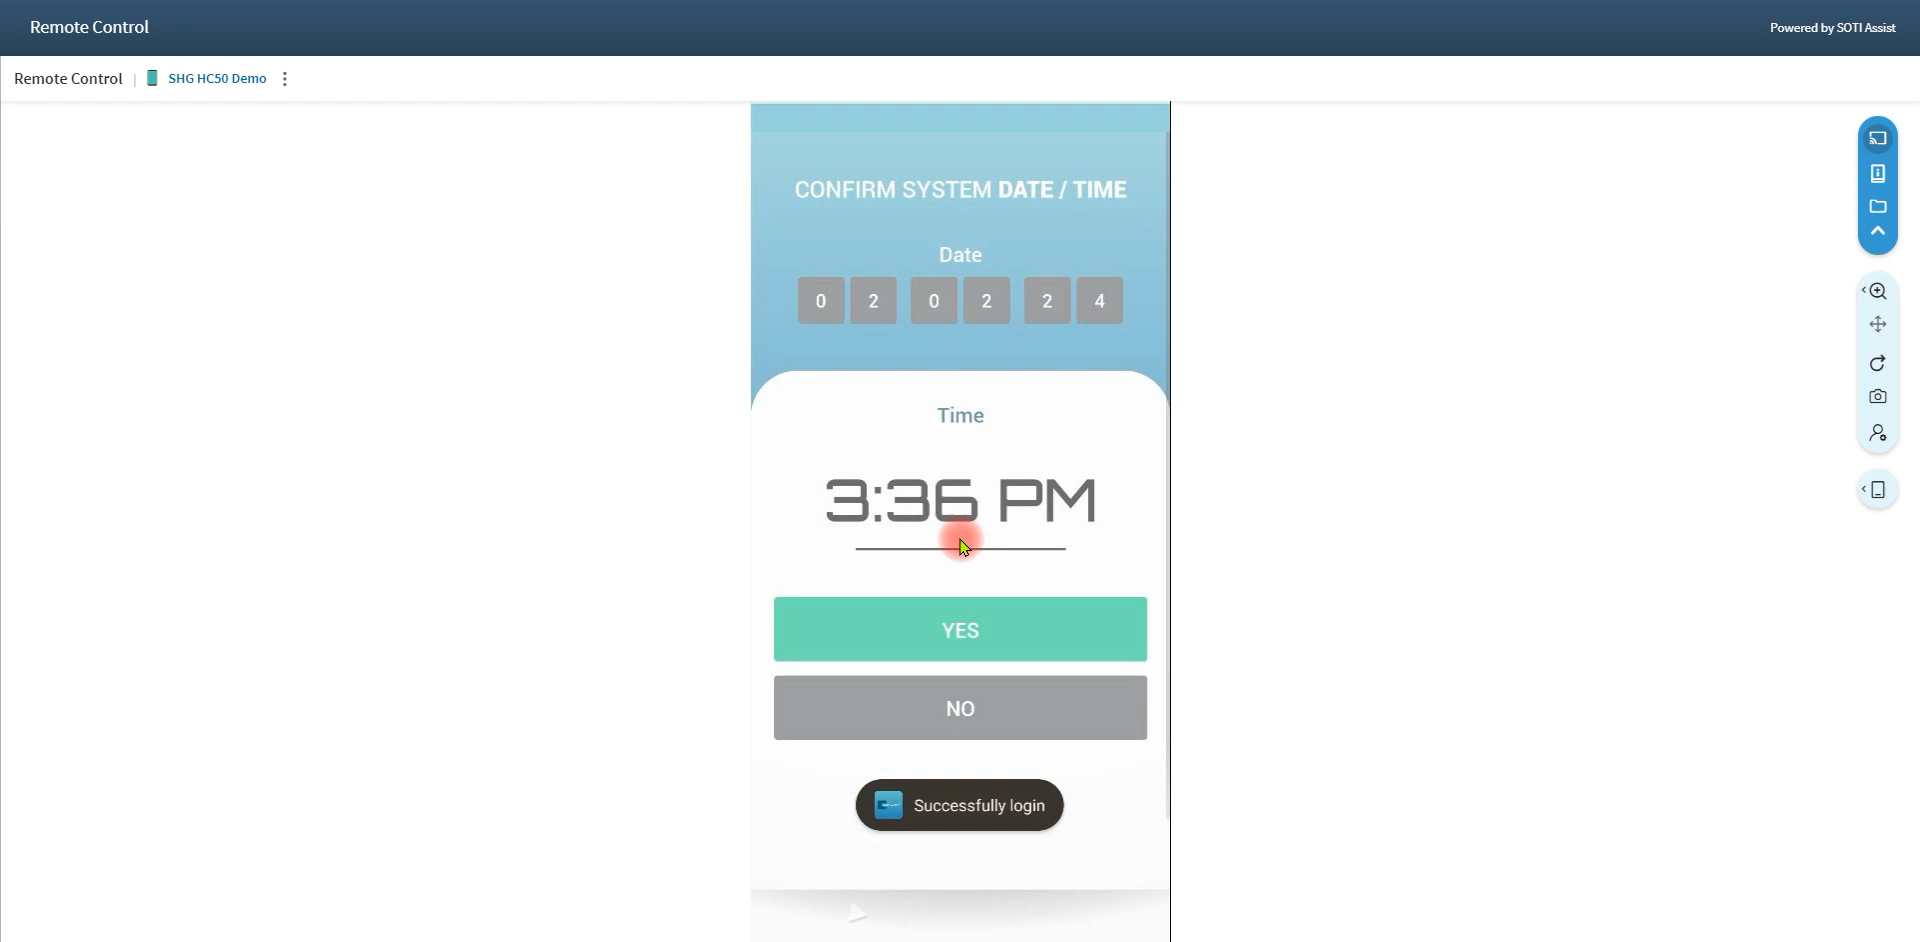 Remote Control
Powered by SOTI Assist
Remote Control | SHG HC50 Demo
CONFIRM SYSTEM DATE / TIME
Date
0 2 0 2 2 4
Time
3:36 PM
YES
NO
Successfully login